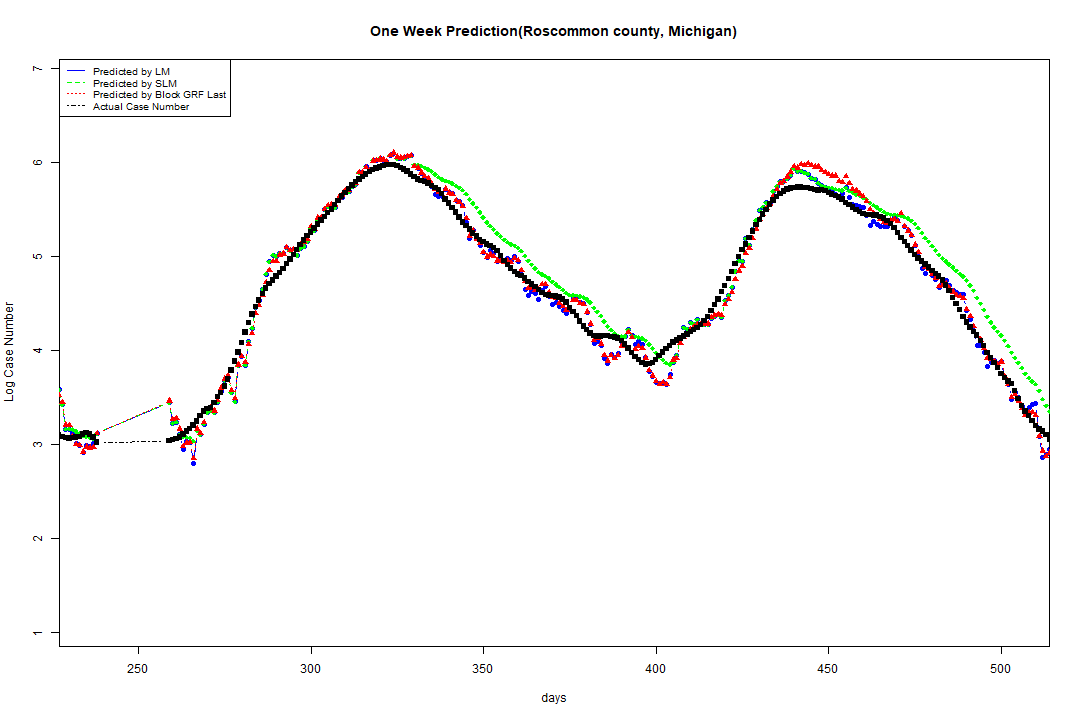 One Week Prediction(Roscommon county, Michigan)
Predicted by LM
Predicted by SLM
Predicted by Block GRF Last
Actual Case Number
7
6
5
4
3
2
1
Log Case Number
250 300 350 400 450 500
days